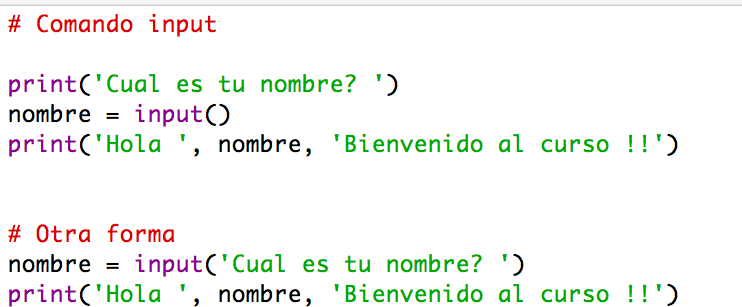 # Comando input
print('Cual es tu nombre? ')
nombre = input()
print('Hola ', nombre, 'Bienvenido al curso !!')
# Otra forma
nombre = input('Cual es tu nombre? ')
print('Hola ', nombre, 'Bienvenido al curso !!')